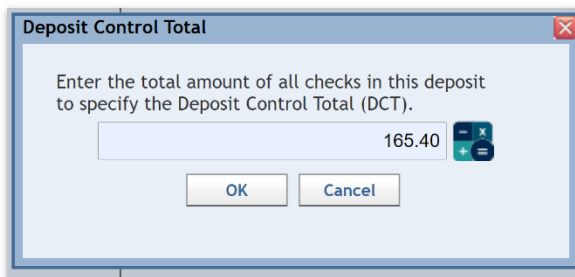 Deposit Control Total
Enter the total amount of all checks in this deposit
to specify the Deposit Control Total (DCT).
165.40
OK Cancel